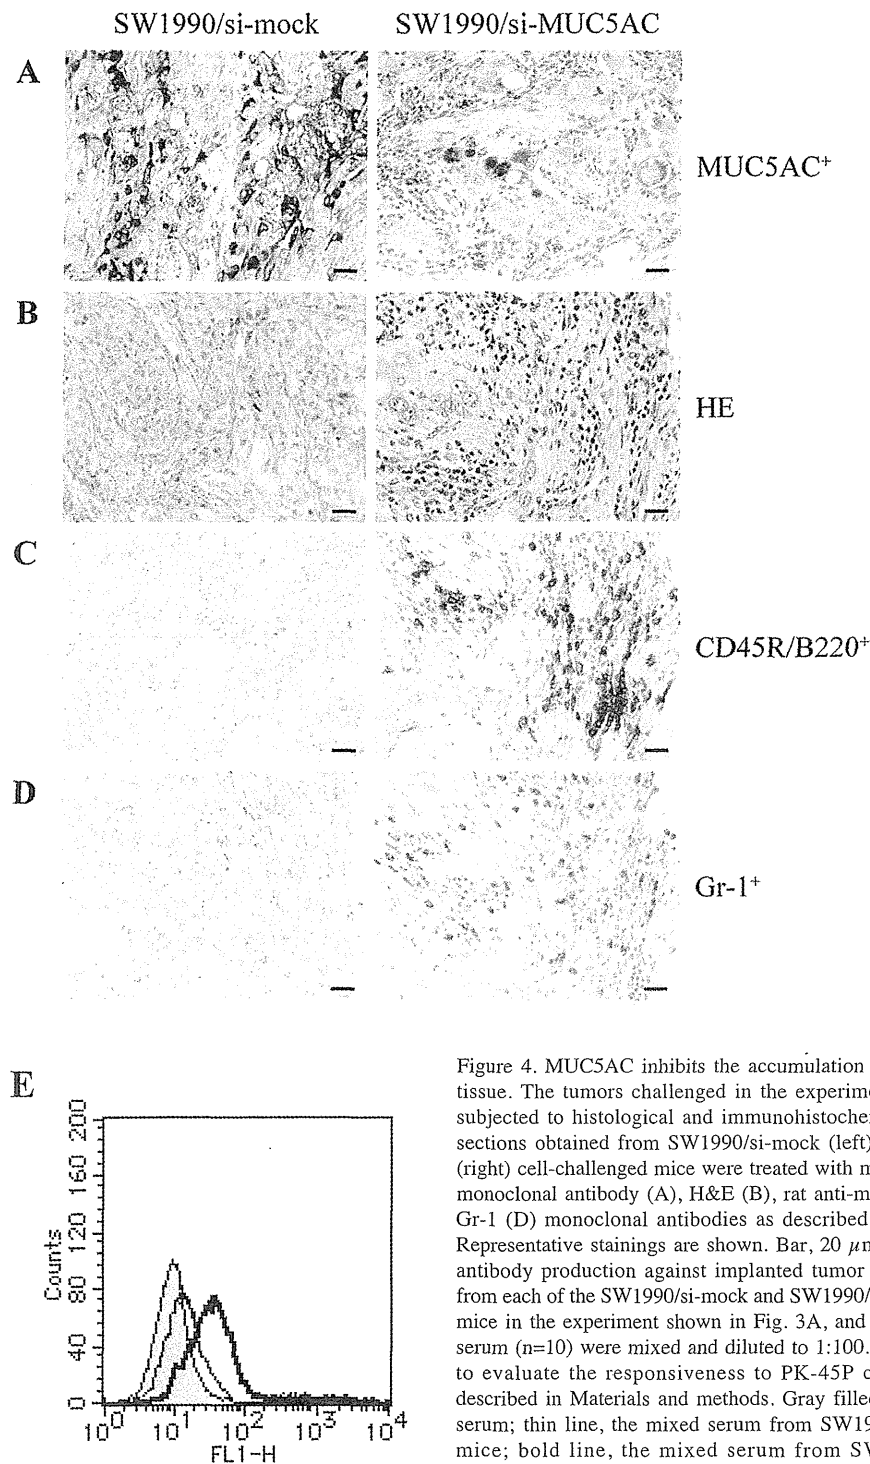 SW1990/si-mock SW1990/si-MUC5AC
A
MUC5AC⁺
B
HE
C
CD45R/B220⁺
D
Gr-1⁺
E
200
160
120
80
40
0
Counts
10⁰ 10¹ 10² 10³ 10⁴
FL1-H
Figure 4. MUC5AC inhibits the accumulation
tissue. The tumors challenged in the experime
subjected to histological and immunohistocher
sections obtained from SW1990/si-mock (left)
(right) cell-challenged mice were treated with m
monoclonal antibody (A), H&E (B), rat anti-m
Gr-1 (D) monoclonal antibodies as described
Representative stainings are shown. Bar, 20 μn
antibody production against implanted tumor
from each of the SW1990/si-mock and SW1990/
mice in the experiment shown in Fig. 3A, and
serum (n=10) were mixed and diluted to 1:100.
to evaluate the responsiveness to PK-45P c
described in Materials and methods. Gray filled
serum; thin line, the mixed serum from SW19
mice; bold line, the mixed serum from SW